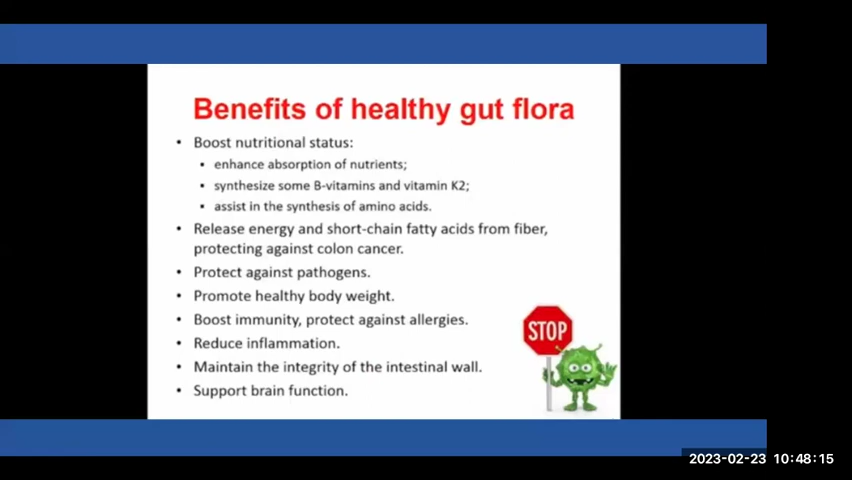 Benefits of healthy gut flora
• Boost nutritional status:
• enhance absorption of nutrients;
• synthesize some B-vitamins and vitamin K2;
• assist in the synthesis of amino acids.
• Release energy and short-chain fatty acids from fiber,
protecting against colon cancer.
• Protect against pathogens.
• Promote healthy body weight.
• Boost immunity, protect against allergies.
• Reduce inflammation.
• Maintain the integrity of the intestinal wall.
• Support brain function.
STOP
2023-02-23 10:48:15